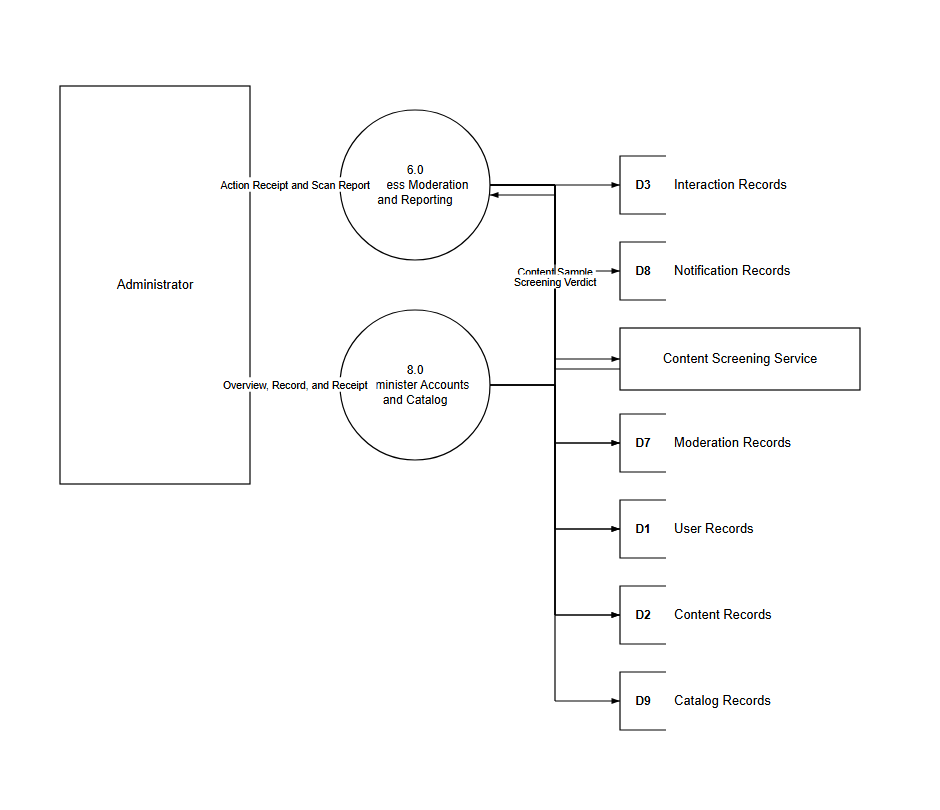 Administrator
Action Receipt and Scan Report
6.0
ess Moderation
and Reporting
Overview, Record, and Receipt
8.0
minister Accounts
and Catalog
Content Sample
Screening Verdict
D3 Interaction Records
D8 Notification Records
Content Screening Service
D7 Moderation Records
D1 User Records
D2 Content Records
D9 Catalog Records